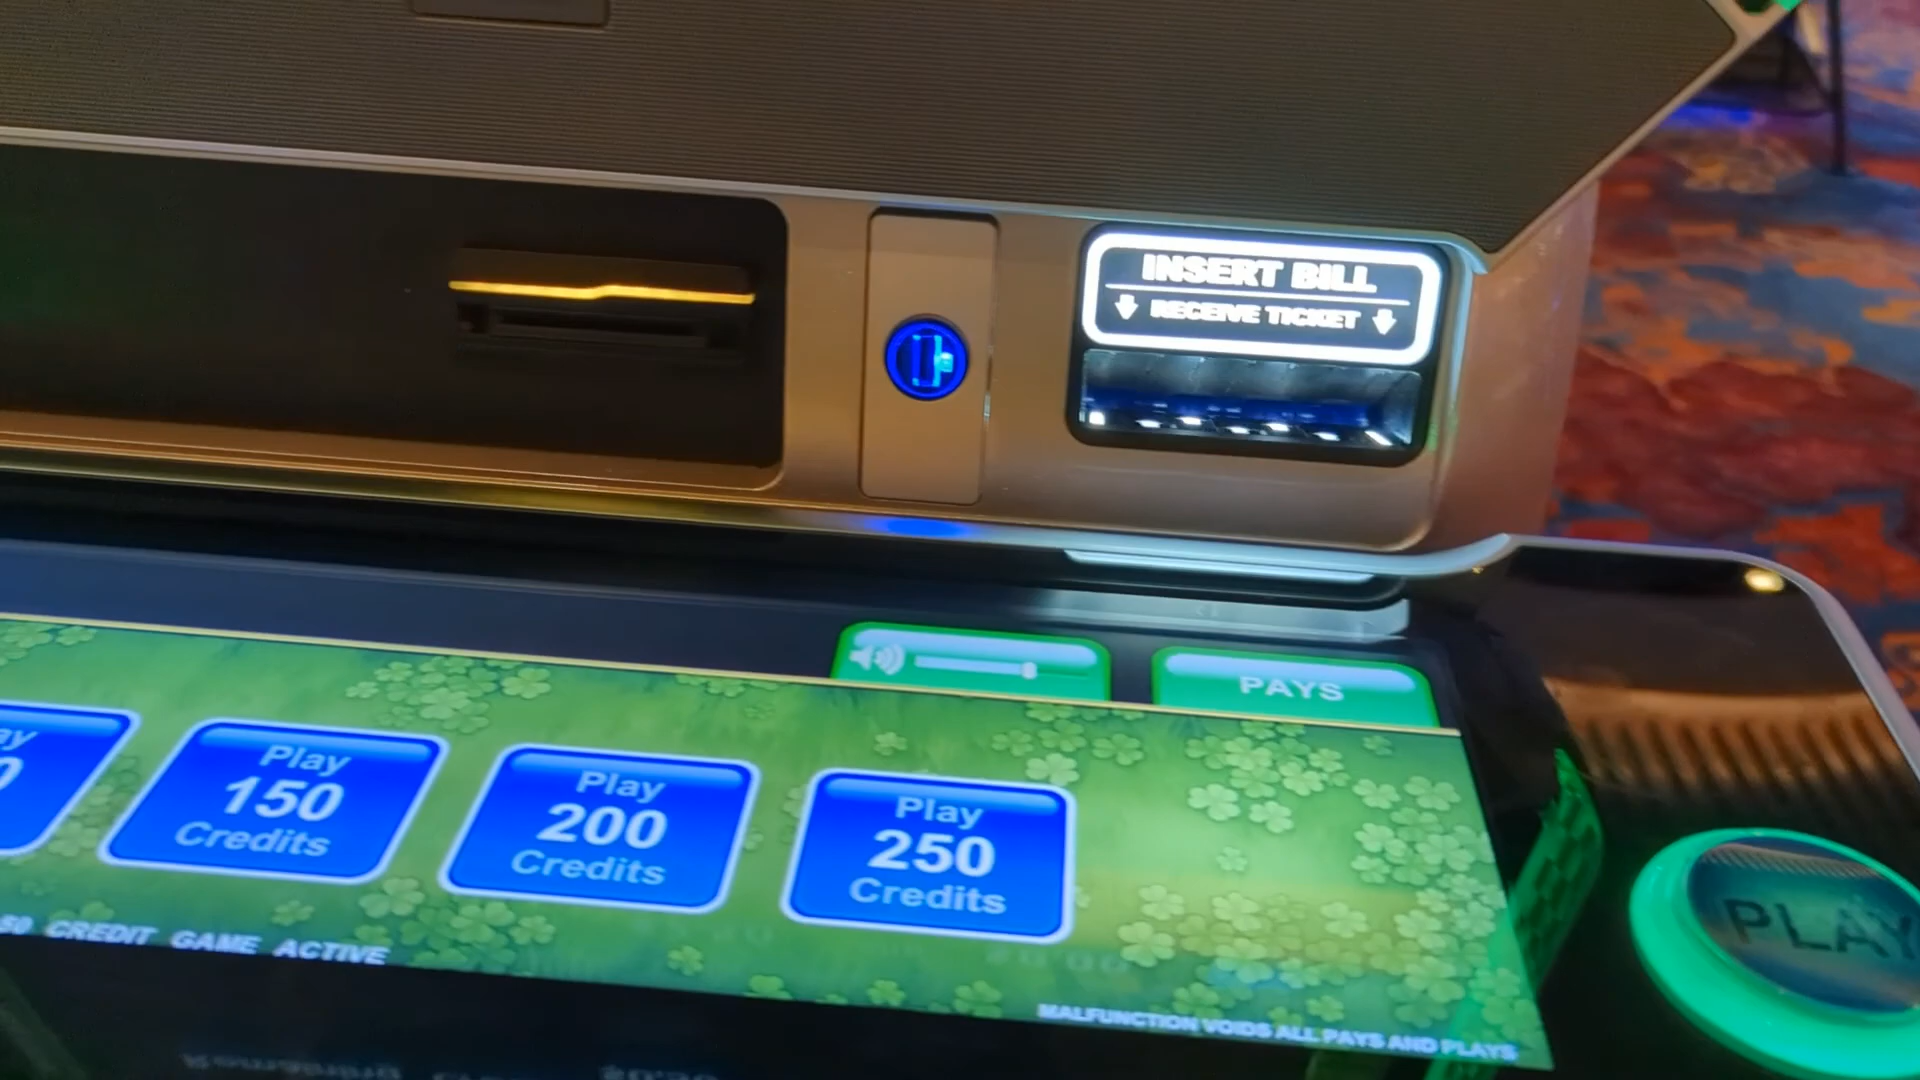 INSERT BILL
RECEIVE TICKET
PAYS
Play
150
Credits
Play
200
Credits
Play
250
Credits
50 CREDIT GAME ACTIVE
MALFUNCTION VOIDS ALL PAYS AND PLAYS
PLAY